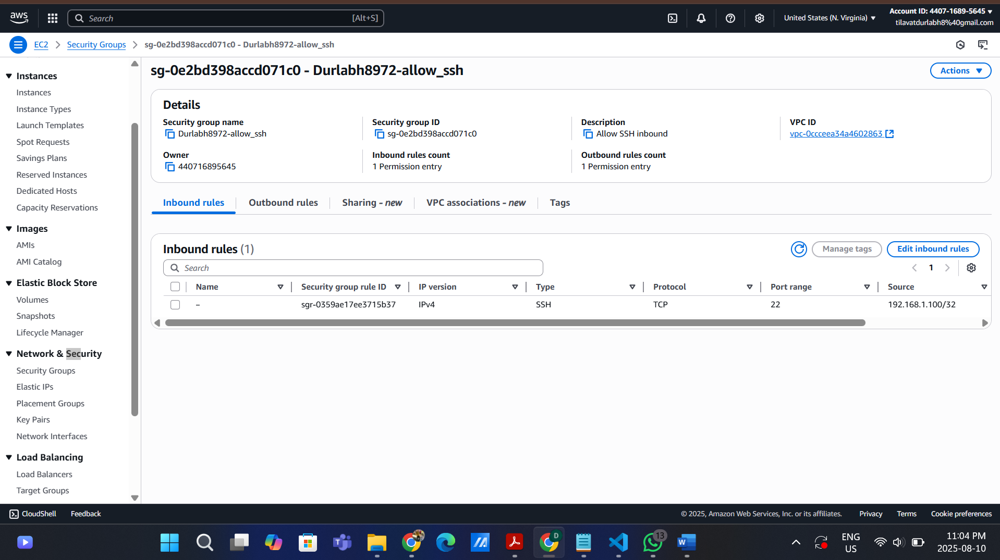 aws
Search [Alt+S]
United States (N. Virginia)
Account ID: 4407-1689-5645
tilavatdurlabh8%40gmail.com
EC2 > Security Groups > sg-0e2bd398accd071c0 - Durlabh8972-allow_ssh
Instances
Instances
Instance Types
Launch Templates
Spot Requests
Savings Plans
Reserved Instances
Dedicated Hosts
Capacity Reservations
Images
AMIs
AMI Catalog
Elastic Block Store
Volumes
Snapshots
Lifecycle Manager
Network & Security
Security Groups
Elastic IPs
Placement Groups
Key Pairs
Network Interfaces
Load Balancing
Load Balancers
Target Groups
sg-0e2bd398accd071c0 - Durlabh8972-allow_ssh
Actions
Details
Security group name Security group ID Description VPC ID
Durlabh8972-allow_ssh sg-0e2bd398accd071c0 Allow SSH inbound vpc-0ccceea34a4602863
Owner Inbound rules count Outbound rules count
440716895645 1 Permission entry 1 Permission entry
Inbound rules Outbound rules Sharing - new VPC associations - new Tags
Inbound rules (1)
Manage tags Edit inbound rules
Search
1
Name Security group rule ID IP version Type Protocol Port range Source
– sgr-0359ae17ee3715b37 IPv4 SSH TCP 22 192.168.1.100/32
CloudShell Feedback © 2025, Amazon Web Services, Inc. or its affiliates. Privacy Terms Cookie preferences
D
13
ENG
US
11:04 PM
2025-08-10